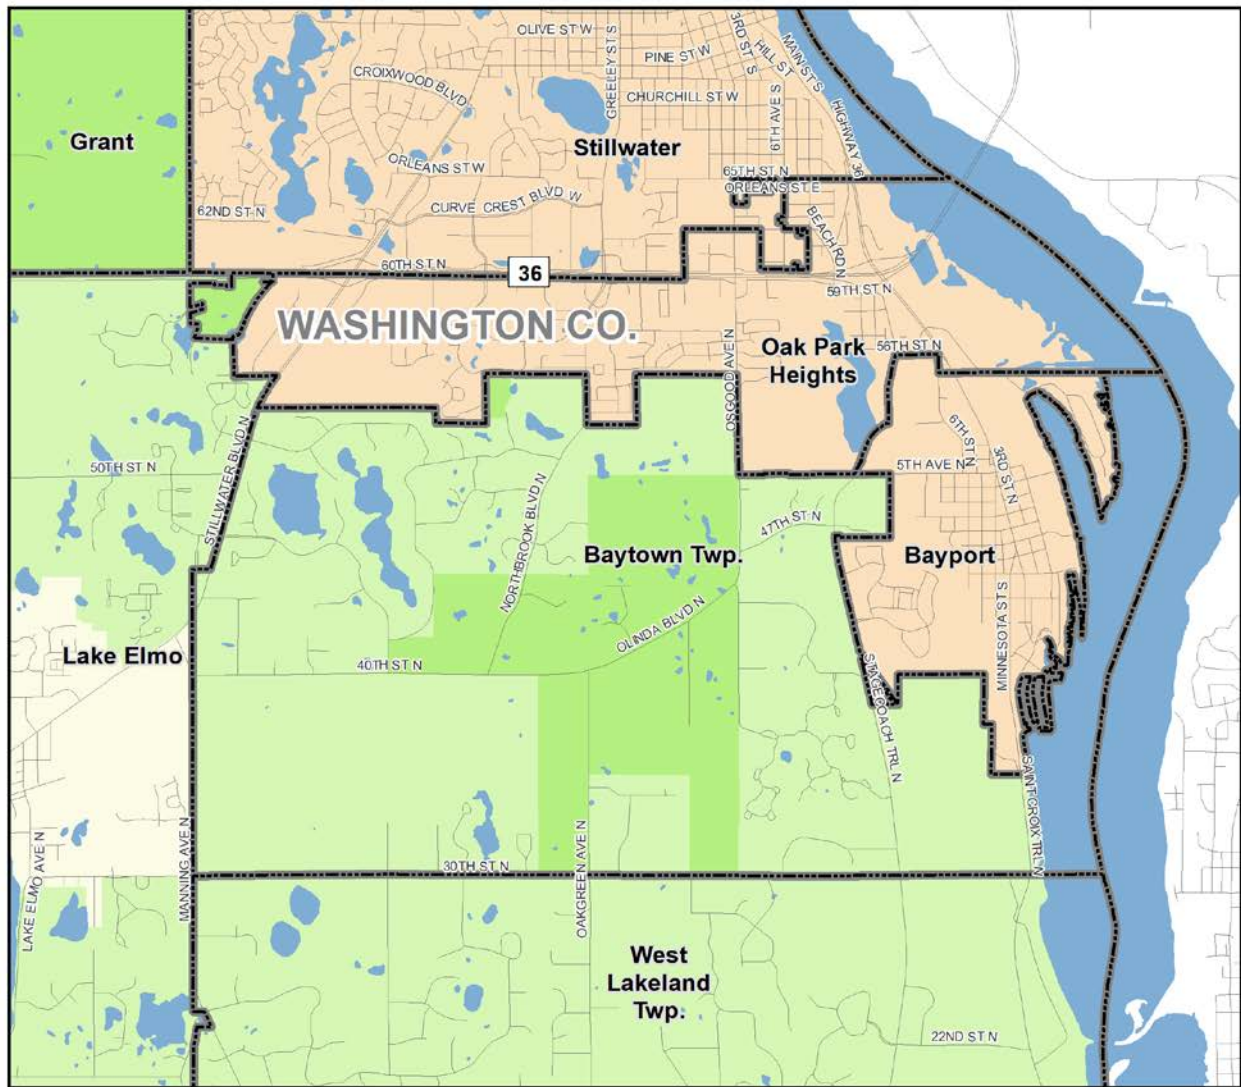 OLIVE ST W
GREELEY ST S
3RD ST S
HILL ST
MAIN ST S
PINE ST W
CROIXWOOD BLVD
CHURCHILL ST W
6TH AVE S
HIGHWAY 36
Grant
Stillwater
ORLEANS ST W
65TH ST N
ORLEANS ST E
62ND ST N
CURVE CREST BLVD W
BEACH RD N
60TH ST N
36
59TH ST N
WASHINGTON CO.
Oak Park
Heights
56TH ST N
OSGOOD AVE N
STILLWATER BLVD N
50TH ST N
6TH ST N
5TH AVE N
3RD ST N
47TH ST N
NORTHBROOK BLVD N
Baytown Twp.
Bayport
OLINDA BLVD N
MINNESOTA ST S
Lake Elmo
40TH ST N
STAGECOACH TRL N
SAINT CROIX TRL N
LAKE ELMO AVE N
MANNING AVE N
30TH ST N
OAKGREEN AVE N
West
Lakeland
Twp.
22ND ST N